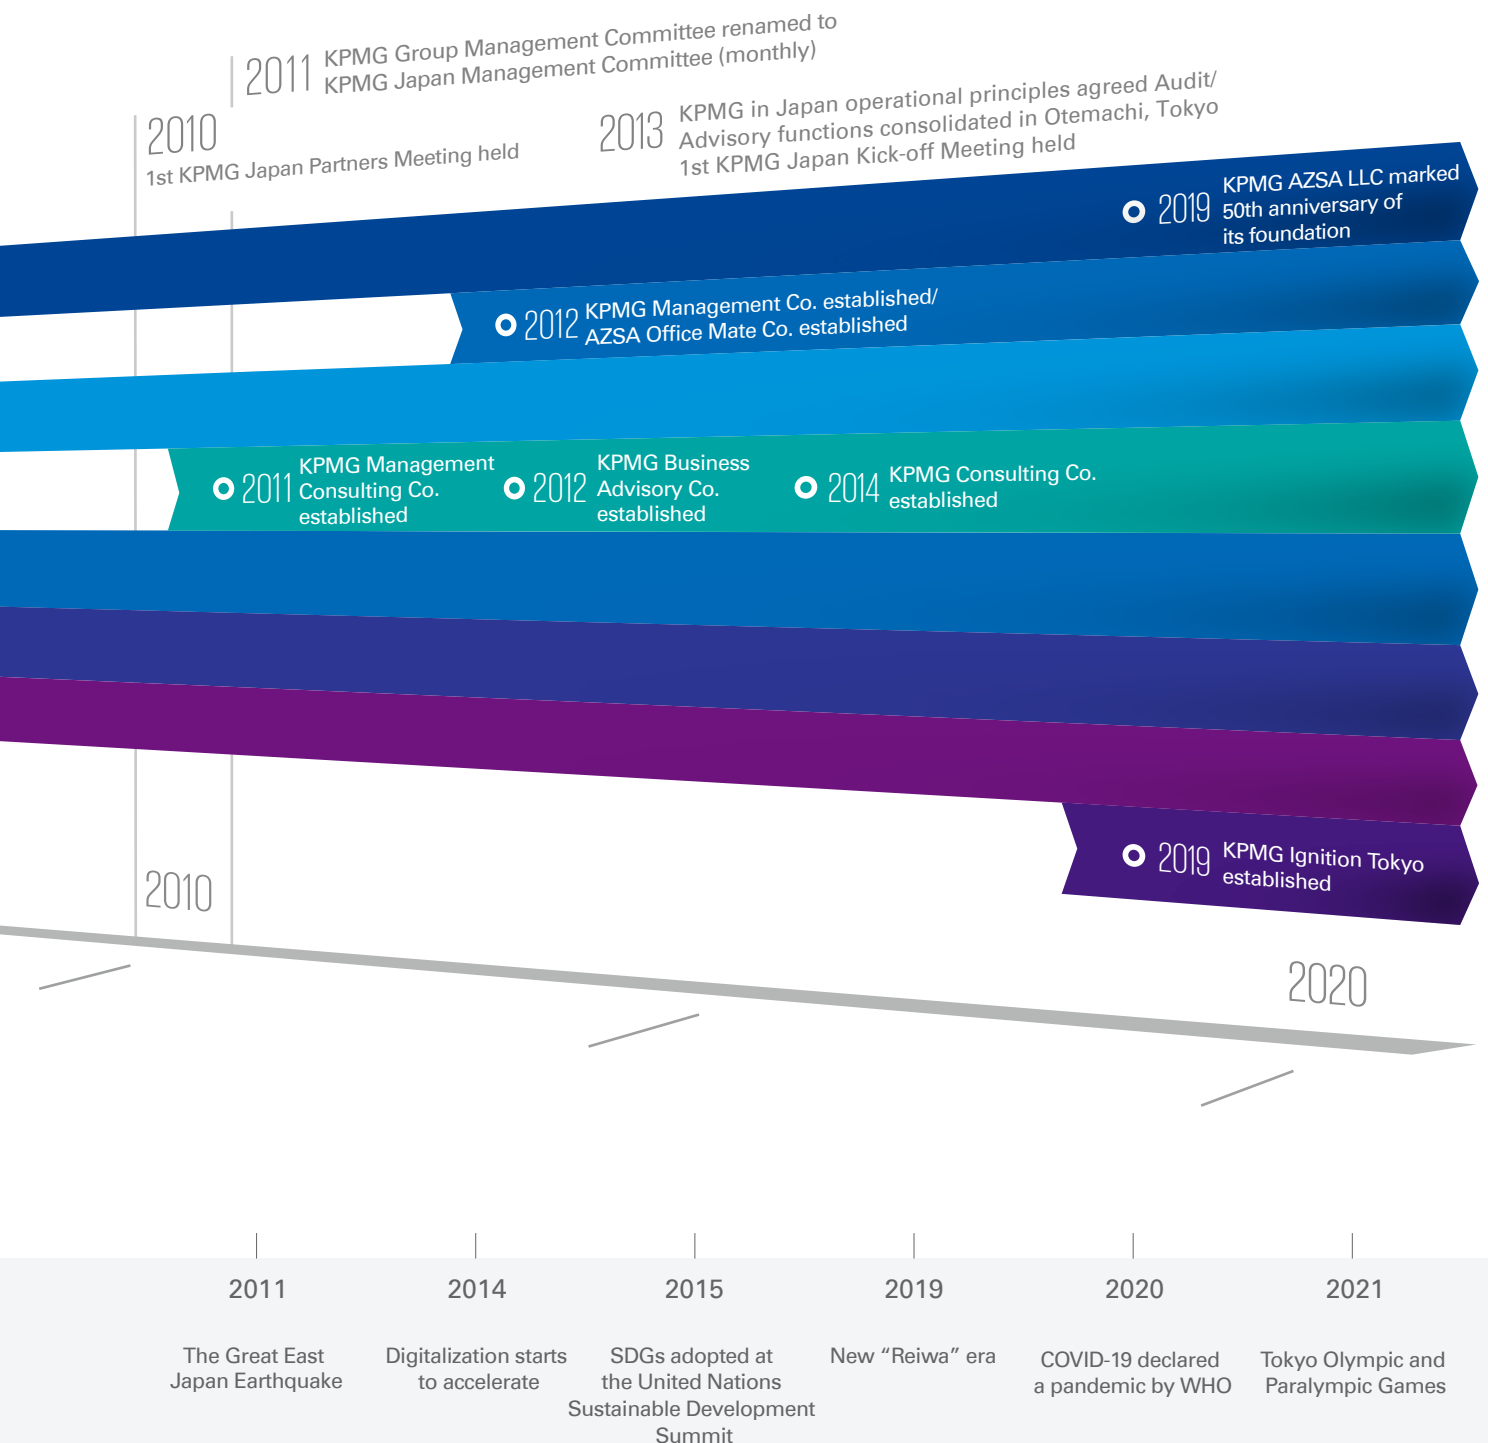 2011 KPMG Group Management Committee renamed to
KPMG Japan Management Committee (monthly)
2010
1st KPMG Japan Partners Meeting held
2013 KPMG in Japan operational principles agreed Audit/
Advisory functions consolidated in Otemachi, Tokyo
1st KPMG Japan Kick-off Meeting held
2019 KPMG AZSA LLC marked
50th anniversary of
its foundation
2012 KPMG Management Co. established/
AZSA Office Mate Co. established
2011 KPMG Management
Consulting Co.
established
2012 KPMG Business
Advisory Co.
established
2014 KPMG Consulting Co.
established
2019 KPMG Ignition Tokyo
established
2010
2020
2011
The Great East
Japan Earthquake
2014
Digitalization starts
to accelerate
2015
SDGs adopted at
the United Nations
Sustainable Development
Summit
2019
New “Reiwa” era
2020
COVID-19 declared
a pandemic by WHO
2021
Tokyo Olympic and
Paralympic Games